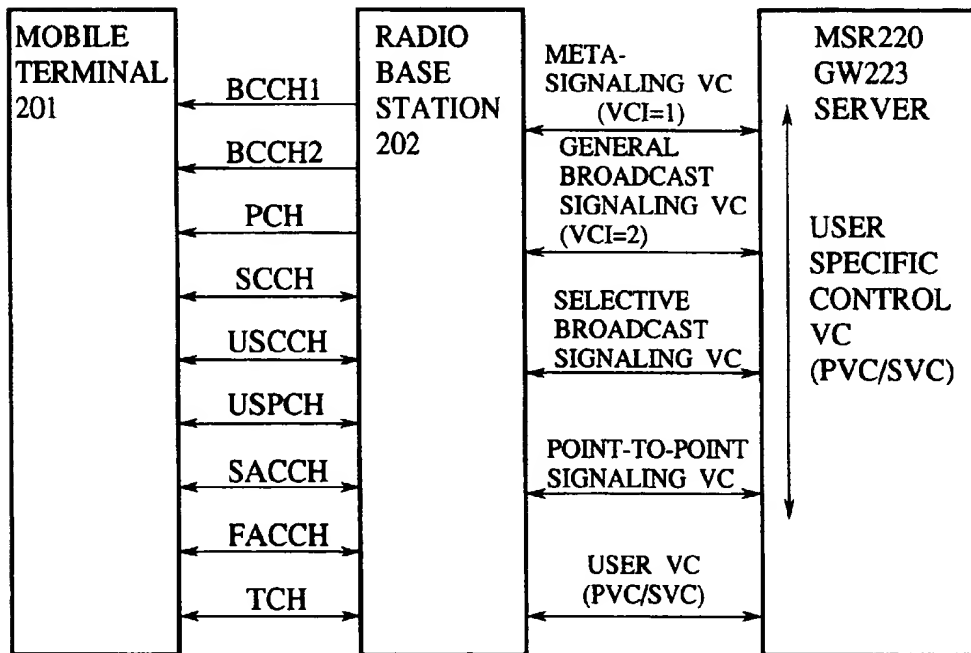 MOBILE
TERMINAL
201
BCCH1
BCCH2
PCH
SCCH
USCCH
USPCH
SACCH
FACCH
TCH
RADIO
BASE
STATION
202
META-
SIGNALING VC
(VCI=1)
GENERAL
BROADCAST
SIGNALING VC
(VCI=2)
SELECTIVE
BROADCAST
SIGNALING VC
POINT-TO-POINT
SIGNALING VC
USER VC
(PVC/SVC)
MSR220
GW223
SERVER
USER
SPECIFIC
CONTROL
VC
(PVC/SVC)